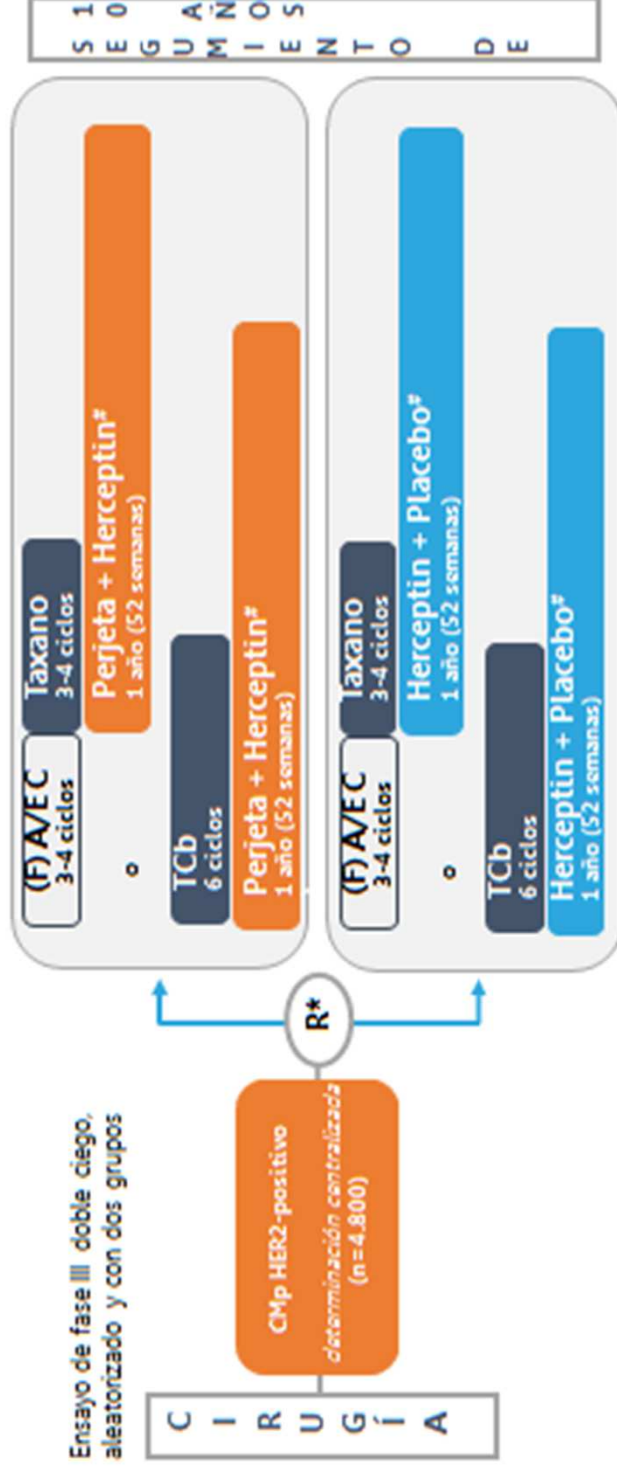 Ensayo de fase III doble ciego,
aleatorizado y con dos grupos
CIRUGÍA
CMp HER2-positivo
determinación centralizada
(n=4.800)
R*
(F) A/E C
3-4 ciclos
Taxano
3-4 ciclos
Perjeta + Herceptin#
1 año (52 semanas)
o
TCb
6 ciclos
Perjeta + Herceptin#
1 año (52 semanas)
(F) A/E C
3-4 ciclos
Taxano
3-4 ciclos
Herceptin + Placebo#
1 año (52 semanas)
o
TCb
6 ciclos
Herceptin + Placebo#
1 año (52 semanas)
SEGUMIENTO DE
10 AÑOS